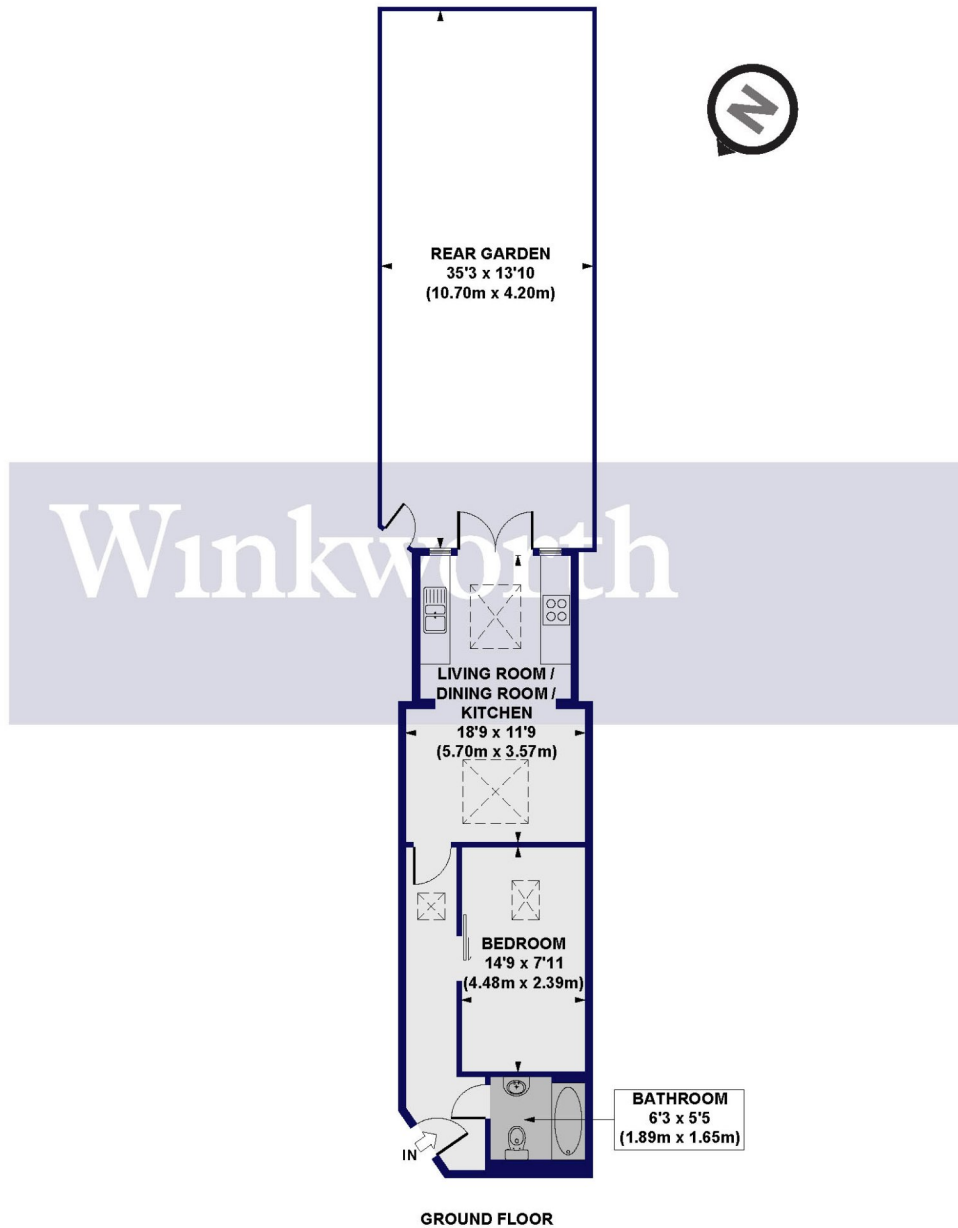 N
REAR GARDEN
35'3 x 13'10
(10.70m x 4.20m)
Winkworth
LIVING ROOM /
DINING ROOM /
KITCHEN
18'9 x 11'9
(5.70m x 3.57m)
BEDROOM
14'9 x 7'11
(4.48m x 2.39m)
BATHROOM
6'3 x 5'5
(1.89m x 1.65m)
IN
GROUND FLOOR